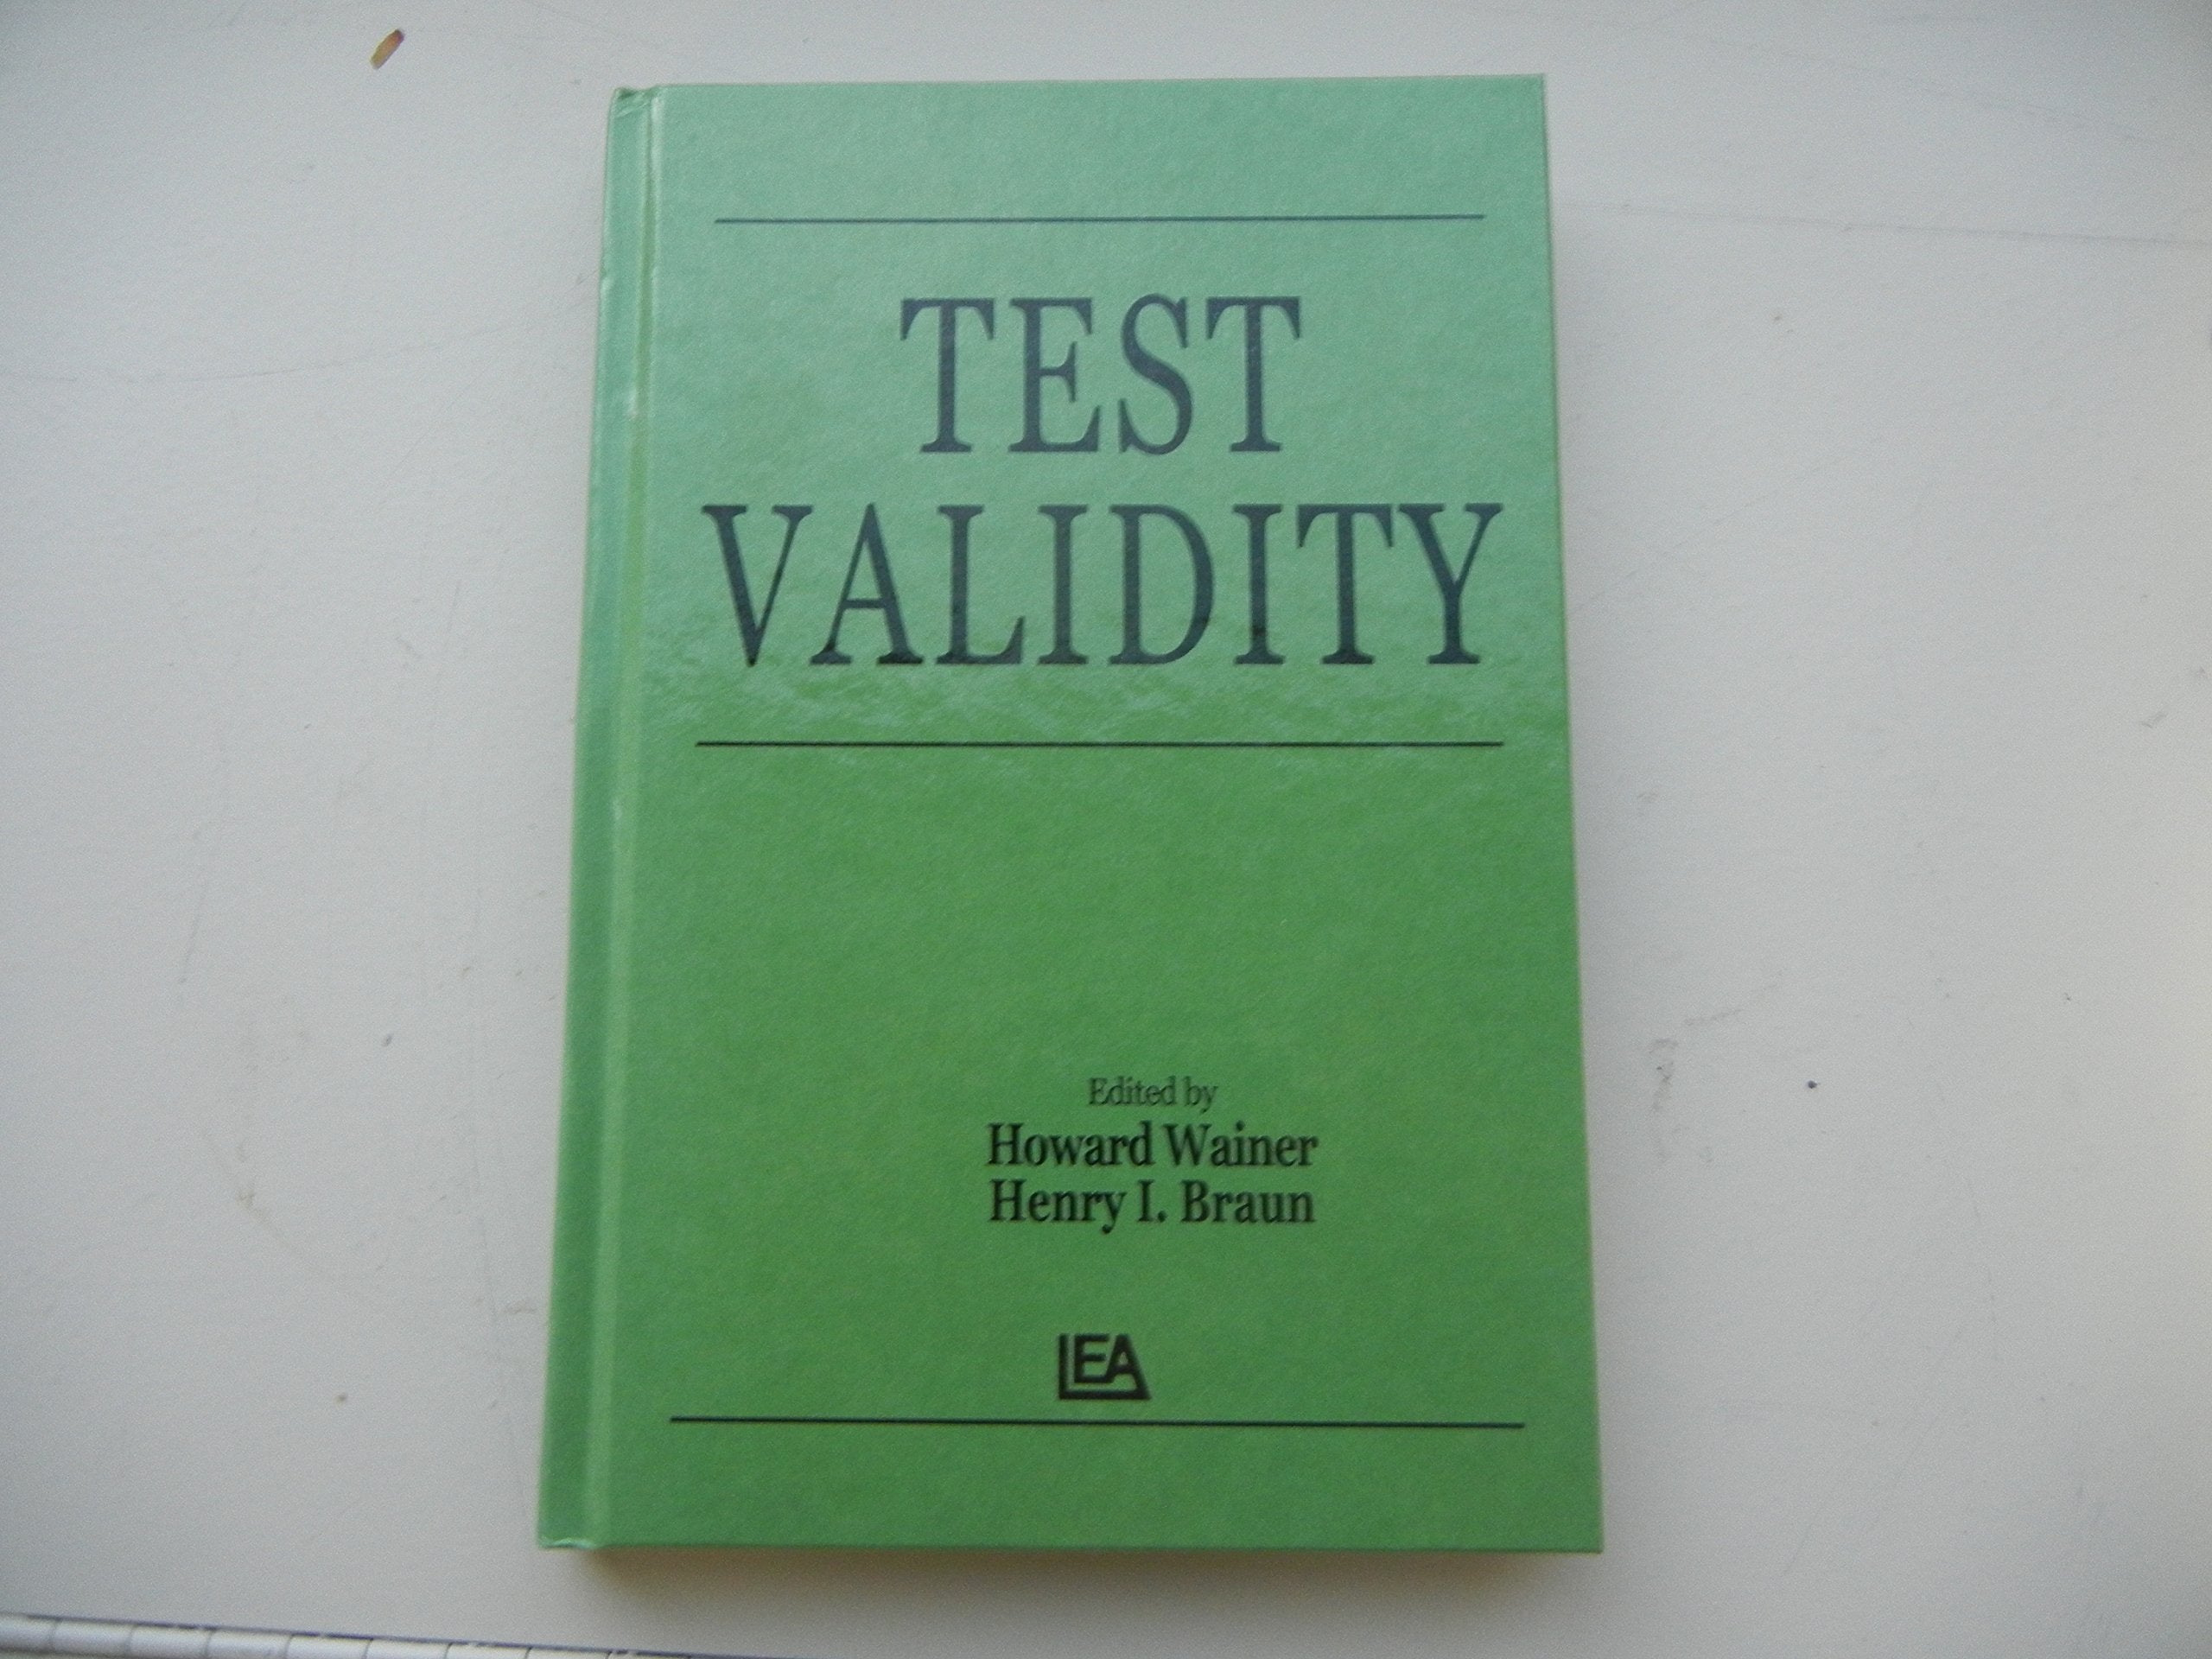 TEST
VALIDITY
Edited by
Howard Wainer
Henry I. Braun
LEA